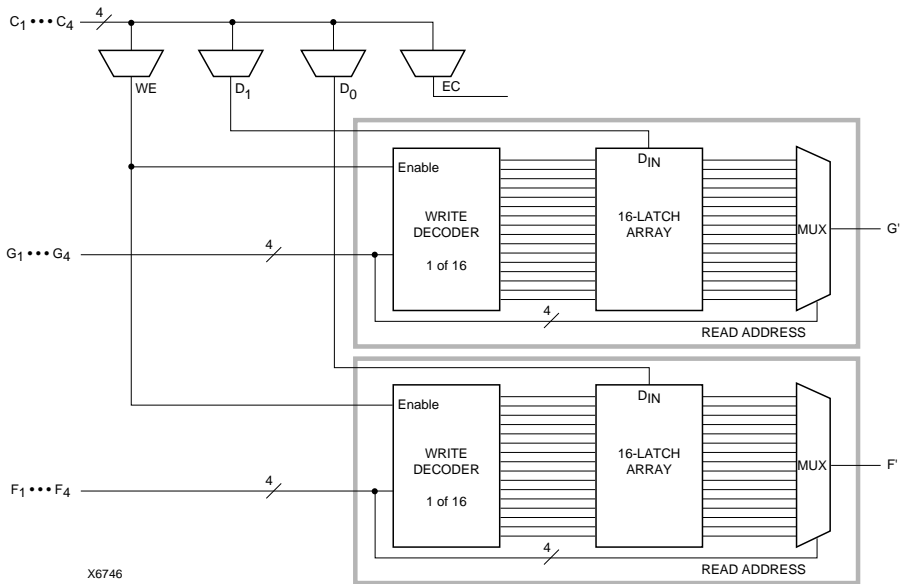 C1 ••• C4
4
WE
D1
D0
EC
Enable
WRITE
DECODER
1 of 16
DIN
16-LATCH
ARRAY
MUX
G'
G1 ••• G4
4
4
READ ADDRESS
Enable
WRITE
DECODER
1 of 16
DIN
16-LATCH
ARRAY
MUX
F'
F1 ••• F4
4
4
READ ADDRESS
X6746